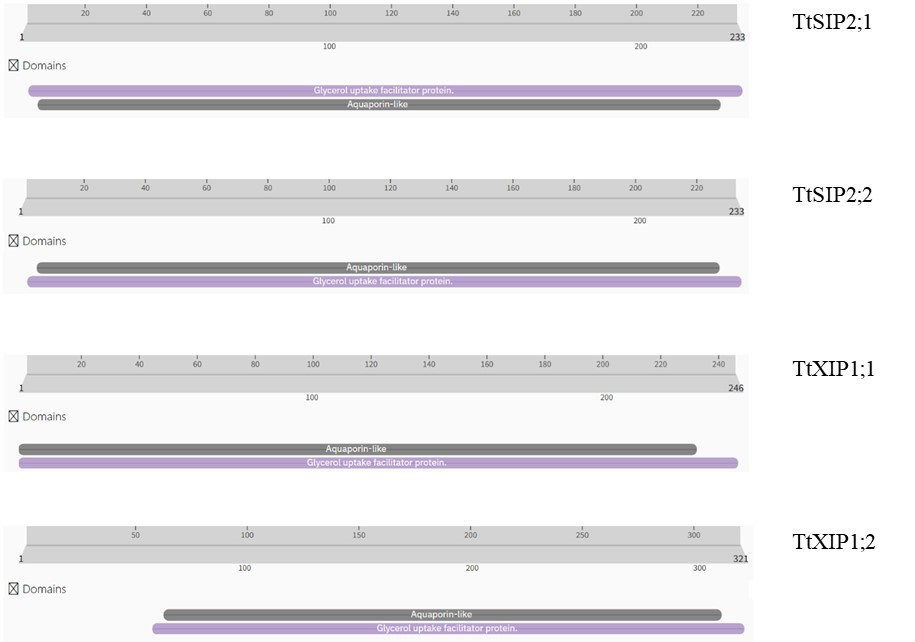 20 40 60 80 100 120 140 160 180 200 220
TtSIP2;1
1 233
100 200
Domains
Glycerol uptake facilitator protein.
Aquaporin-like
20 40 60 80 100 120 140 160 180 200 220
TtSIP2;2
1 233
100 200
Domains
Aquaporin-like
Glycerol uptake facilitator protein.
20 40 60 80 100 120 140 160 180 200 220 240
TtXIP1;1
1 246
100 200
Domains
Aquaporin-like
Glycerol uptake facilitator protein.
50 100 150 200 250 300
TtXIP1;2
1 321
100 200 300
Domains
Aquaporin-like
Glycerol uptake facilitator protein.